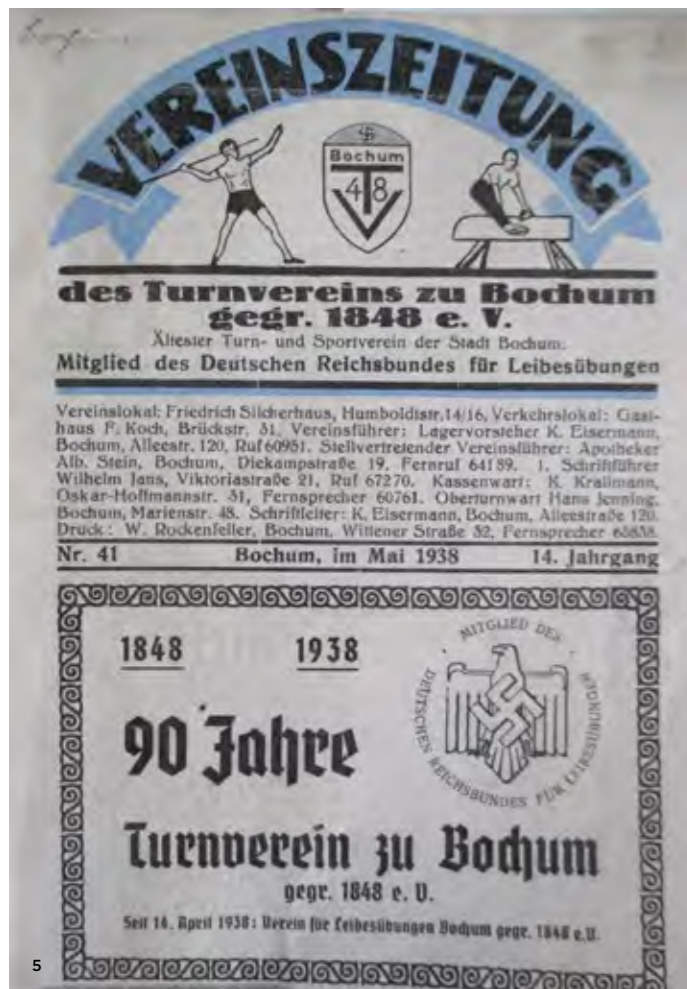 VEREINSZEITUNG
Bochum
TV 48
des Turnvereins zu Bochum
gegr. 1848 e. V.
Ältester Turn- und Sportverein der Stadt Bochum.
Mitglied des Deutschen Reichsbundes für Leibesübungen
Vereinslokal: Friedrich Silcherhaus, Humboldtstr. 14/16, Verkehrslokal: Gast-
haus F. Koch, Brückstr. 31. Vereinsführer: Lagervorsteher K. Eisermann,
Bochum, Alleestr. 120, Ruf 60951. Stellvertretender Vereinsführer: Apotheker
Alb. Stein, Bochum, Diekampstraße 19, Fernruf 64189. 1. Schriftführer
Wilhelm Jans, Viktoriastraße 21, Ruf 67270. Kassenwart: K. Krallmann,
Oskar-Hoffmannstr. 31, Fernsprecher 60761. Oberturnwart Hans Jenning,
Bochum, Marienstr. 48. Schriftleiter: K. Eisermann, Bochum, Alleestraße 120.
Druck: W. Rockenfeller, Bochum, Wittener Straße 32, Fernsprecher
Nr. 41 Bochum, im Mai 1938 14. Jahrgang
1848 1938
MITGLIED DES DEUTSCHEN REICHSBUNDES FÜR LEIBESÜBUNGEN
90 Jahre
Turnverein zu Bochum
gegr. 1848 e. V.
Seit 14. April 1938: Verein für Leibesübungen Bochum gegr. 1848 e.V.
5